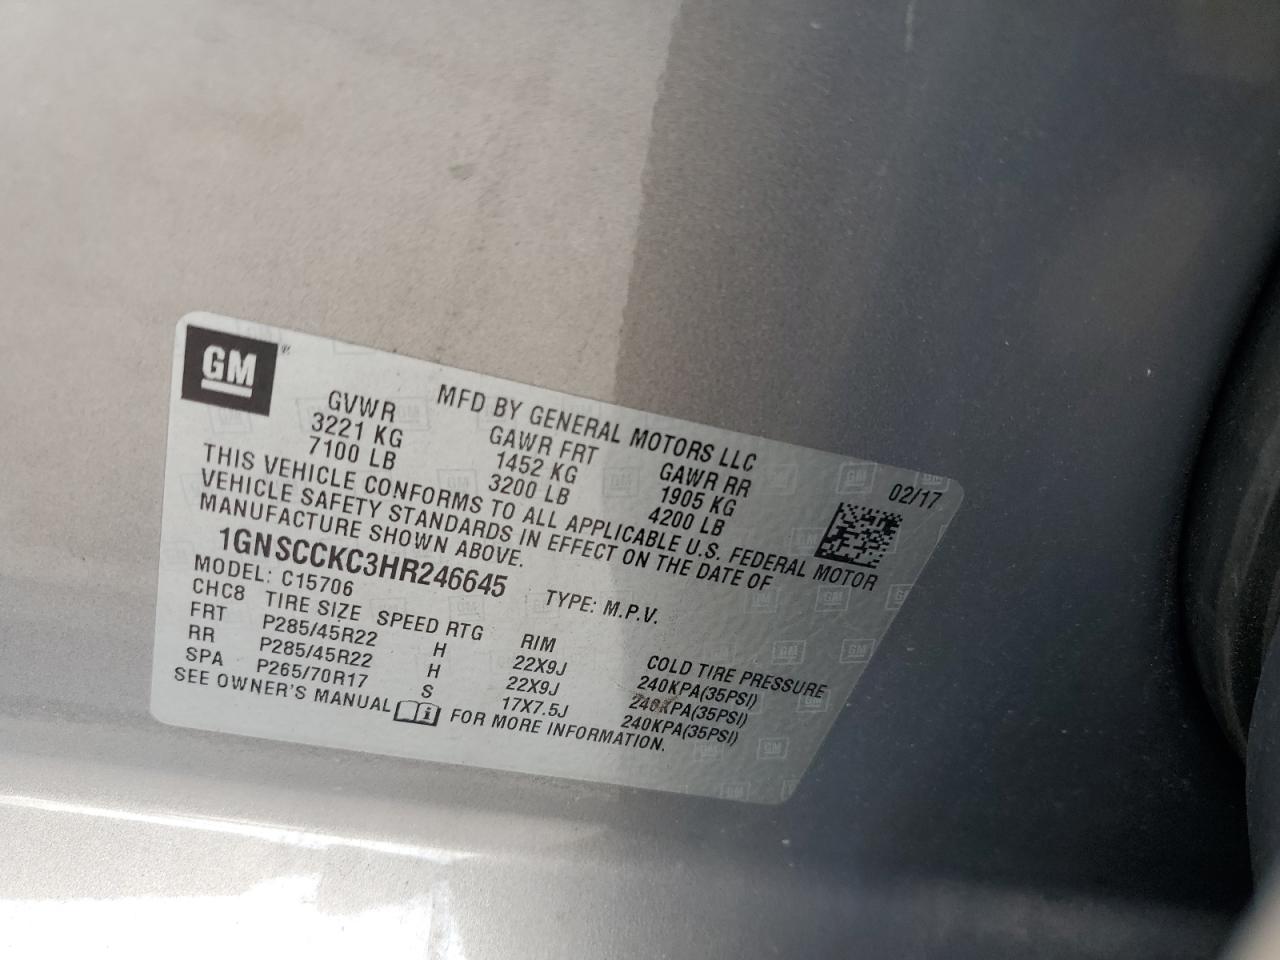 GM®
MFD BY GENERAL MOTORS LLC 02/17
GVWR GAWR FRT GAWR RR
3221 KG 1452 KG 1905 KG
7100 LB 3200 LB 4200 LB
THIS VEHICLE CONFORMS TO ALL APPLICABLE U.S. FEDERAL MOTOR
VEHICLE SAFETY STANDARDS IN EFFECT ON THE DATE OF
MANUFACTURE SHOWN ABOVE.
1GNSCCKC3HR246645 TYPE: M.P.V.
MODEL: C15706
CHC8 TIRE SIZE SPEED RTG RIM COLD TIRE PRESSURE
FRT P285/45R22 H 22X9J 240KPA(35PSI)
RR P285/45R22 H 22X9J 240KPA(35PSI)
SPA P265/70R17 S 17X7.5J 240KPA(35PSI)
SEE OWNER'S MANUAL FOR MORE INFORMATION.